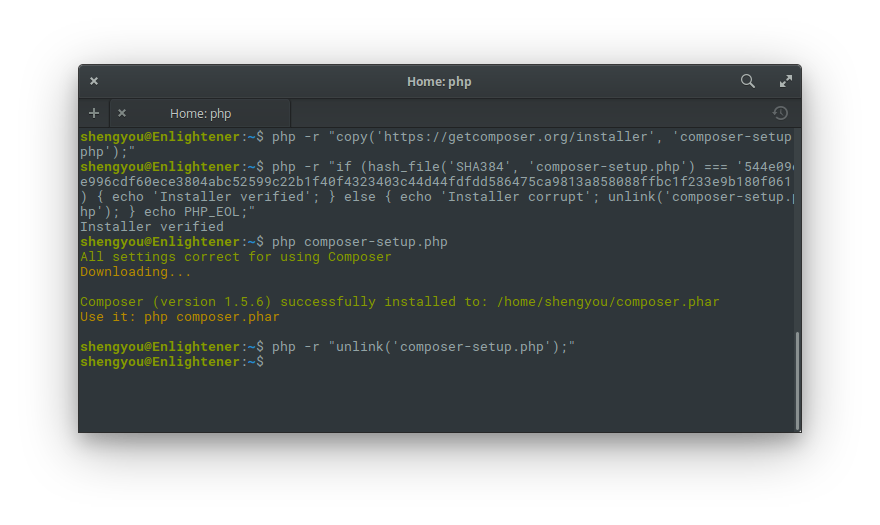 Home: php
Home: php
shengyou@Enlightener:~$ php -r "copy('https://getcomposer.org/installer', 'composer-setup
php');"
shengyou@Enlightener:~$ php -r "if (hash_file('SHA384', 'composer-setup.php') === '544e09
e996cdf60ece3804abc52599c22b1f40f4323403c44d44fdfdd586475ca9813a858088ffbc1f233e9b180f061
) { echo 'Installer verified'; } else { echo 'Installer corrupt'; unlink('composer-setup.p
hp'); } echo PHP_EOL;"
Installer verified
shengyou@Enlightener:~$ php composer-setup.php
All settings correct for using Composer
Downloading...
Composer (version 1.5.6) successfully installed to: /home/shengyou/composer.phar
Use it: php composer.phar
shengyou@Enlightener:~$ php -r "unlink('composer-setup.php');"
shengyou@Enlightener:~$